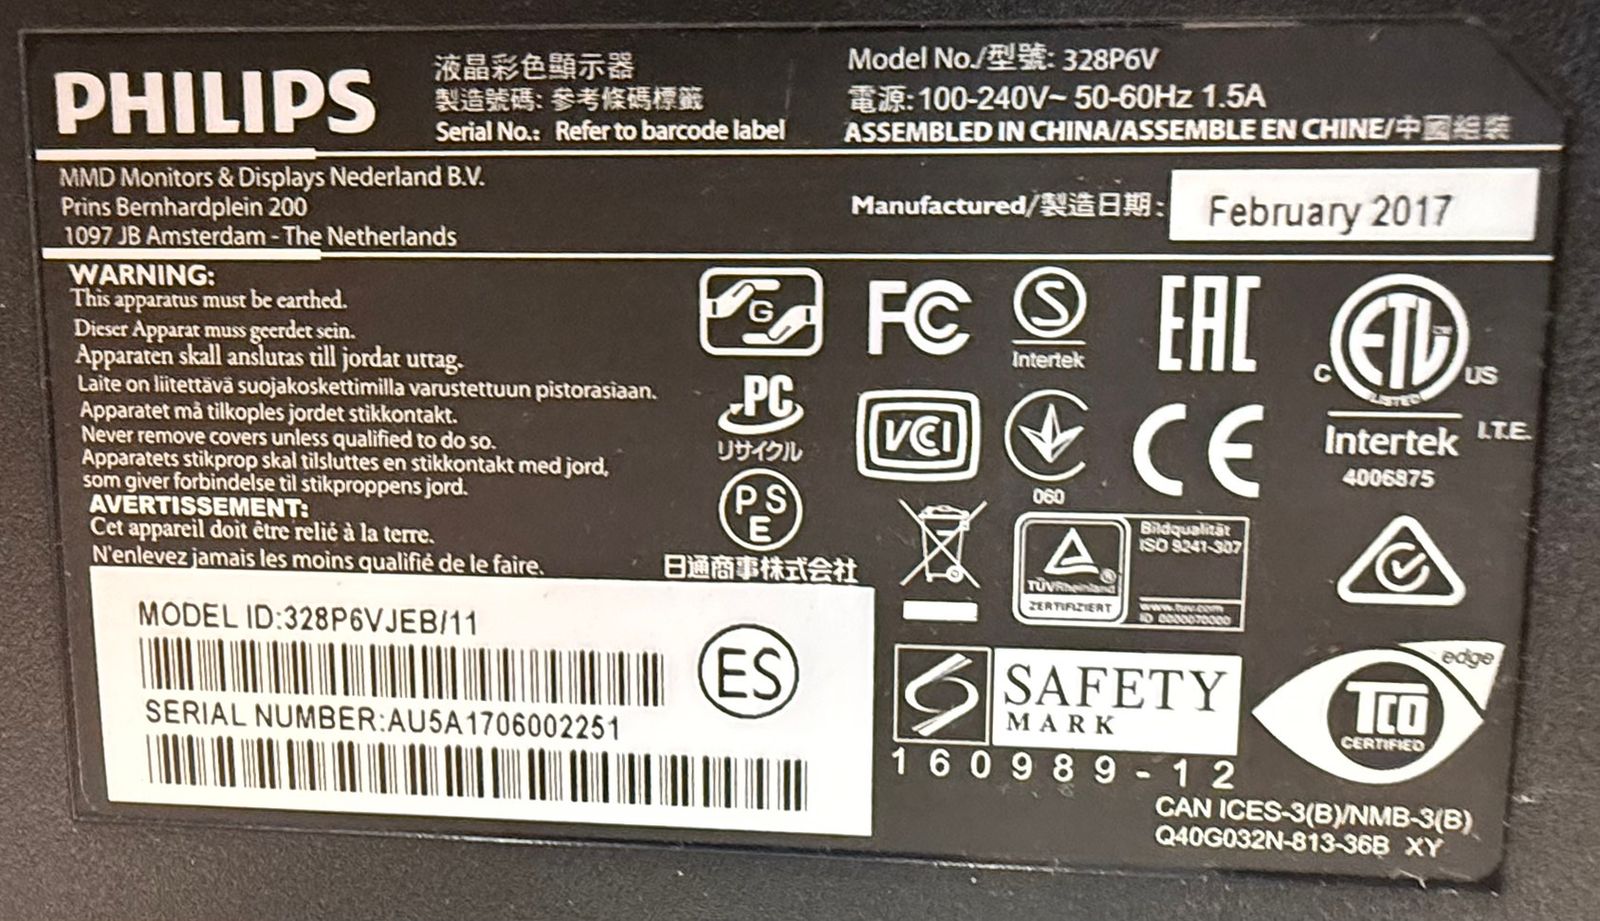 PHILIPS
液晶彩色顯示器
製造號碼: 參考條碼標籤
Serial No.: Refer to barcode label
Model No./型號: 328P6V
電源: 100-240V~ 50-60Hz 1.5A
ASSEMBLED IN CHINA/ASSEMBLE EN CHINE/中國組裝
MMD Monitors & Displays Nederland B.V.
Prins Bernhardplein 200
1097 JB Amsterdam - The Netherlands
Manufactured/製造日期:
February 2017
WARNING:
This apparatus must be earthed.
Dieser Apparat muss geerdet sein.
Apparaten skall anslutas till jordat uttag.
Laite on liitettävä suojakoskettimilla varustettuun pistorasiaan.
Apparatet må tilkoples jordet stikkontakt.
Never remove covers unless qualified to do so.
Apparatets stikprop skal tilsluttes en stikkontakt med jord,
som giver forbindelse til stikproppens jord.
AVERTISSEMENT:
Cet appareil doit être relié à la terre.
N'enlevez jamais les moins qualifié de le faire.
G
FC
S
Intertek
EAC
ETL
C US
LISTED
Intertek I.T.E.
4006875
PC
リサイクル
VCI
060
CE
PS
E
日通商事株式会社
TÜVRheinland
ZERTIFIZIERT
Bildqualität
ISO 9241-307
www.tuv.com
ID 0000070000
MODEL ID:328P6VJEB/11
ES
SERIAL NUMBER:AU5A1706002251
SAFETY
MARK
160989-12
edge
TCO
CERTIFIED
CAN ICES-3(B)/NMB-3(B)
Q40G032N-813-36B XY